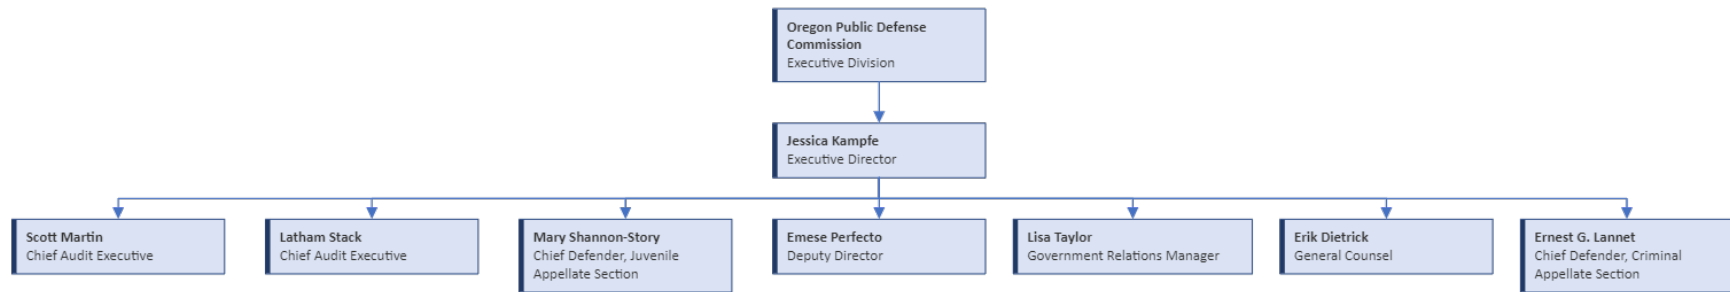 Oregon Public Defense
Commission
Executive Division
Jessica Kampfe
Executive Director
Scott Martin
Chief Audit Executive
Latham Stack
Chief Audit Executive
Mary Shannon-Story
Chief Defender, Juvenile
Appellate Section
Emese Perfecto
Deputy Director
Lisa Taylor
Government Relations Manager
Erik Dietrick
General Counsel
Ernest G. Lannet
Chief Defender, Criminal
Appellate Section